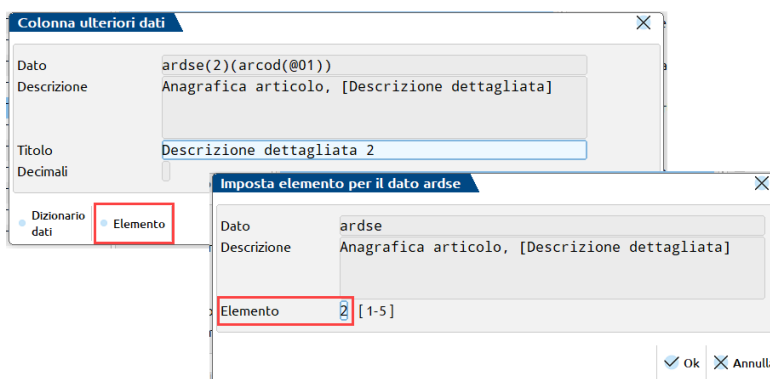 Colonna ulteriori dati
Dato ardse(2)(arcod(@01))
Descrizione Anagrafica articolo, [Descrizione dettagliata]
Titolo Descrizione dettagliata 2
Decimali
Dizionario dati
Elemento
Imposta elemento per il dato ardse
Dato ardse
Descrizione Anagrafica articolo, [Descrizione dettagliata]
Elemento 2 [1-5]
Ok Annulla